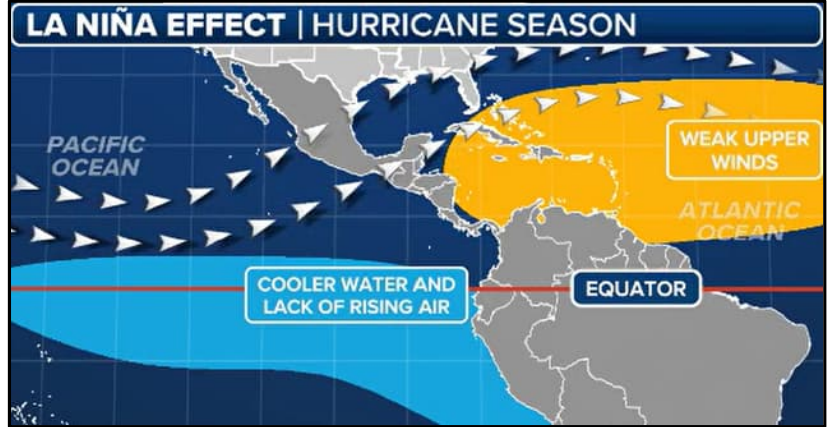 LA NIÑA EFFECT | HURRICANE SEASON
PACIFIC
OCEAN
WEAK UPPER
WINDS
ATLANTIC
OCEAN
COOLER WATER AND
LACK OF RISING AIR
EQUATOR